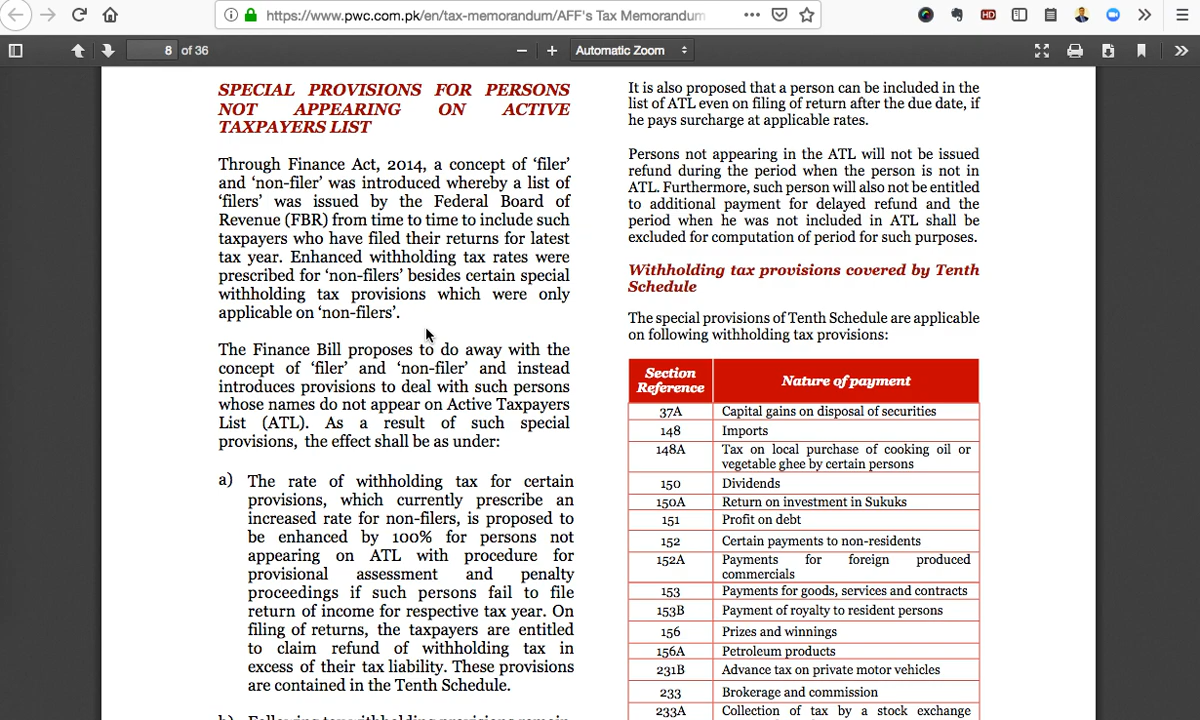 https://www.pwc.com.pk/en/tax-memorandum/AFF's Tax Memorandum
HD
8 of 36
Automatic Zoom
SPECIAL PROVISIONS FOR PERSONS
NOT APPEARING ON ACTIVE
TAXPAYERS LIST
Through Finance Act, 2014, a concept of ‘filer’
and ‘non-filer’ was introduced whereby a list of
‘filers’ was issued by the Federal Board of
Revenue (FBR) from time to time to include such
taxpayers who have filed their returns for latest
tax year. Enhanced withholding tax rates were
prescribed for ‘non-filers’ besides certain special
withholding tax provisions which were only
applicable on ‘non-filers’.
The Finance Bill proposes to do away with the
concept of ‘filer’ and ‘non-filer’ and instead
introduces provisions to deal with such persons
whose names do not appear on Active Taxpayers
List (ATL). As a result of such special
provisions, the effect shall be as under:
a) The rate of withholding tax for certain
provisions, which currently prescribe an
increased rate for non-filers, is proposed to
be enhanced by 100% for persons not
appearing on ATL with procedure for
provisional assessment and penalty
proceedings if such persons fail to file
return of income for respective tax year. On
filing of returns, the taxpayers are entitled
to claim refund of withholding tax in
excess of their tax liability. These provisions
are contained in the Tenth Schedule.
b) Following tax withholding provisions remain
It is also proposed that a person can be included in the
list of ATL even on filing of return after the due date, if
he pays surcharge at applicable rates.
Persons not appearing in the ATL will not be issued
refund during the period when the person is not in
ATL. Furthermore, such person will also not be entitled
to additional payment for delayed refund and the
period when he was not included in ATL shall be
excluded for computation of period for such purposes.
Withholding tax provisions covered by Tenth
Schedule
The special provisions of Tenth Schedule are applicable
on following withholding tax provisions:
Section Reference Nature of payment
37A Capital gains on disposal of securities
148 Imports
148A Tax on local purchase of cooking oil or
vegetable ghee by certain persons
150 Dividends
150A Return on investment in Sukuks
151 Profit on debt
152 Certain payments to non-residents
152A Payments for foreign produced
commercials
153 Payments for goods, services and contracts
153B Payment of royalty to resident persons
156 Prizes and winnings
156A Petroleum products
231B Advance tax on private motor vehicles
233 Brokerage and commission
233A Collection of tax by a stock exchange